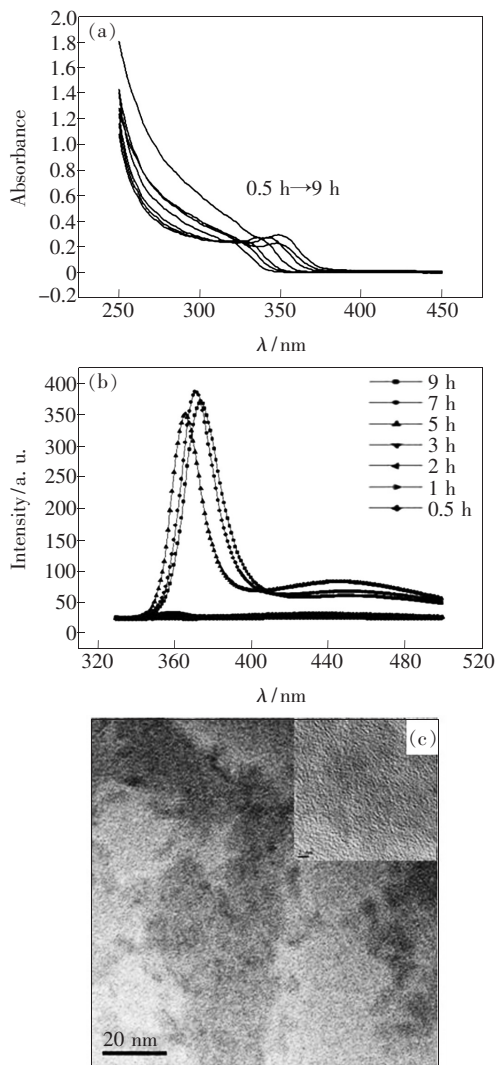 (a)
2.0
1.8
1.6
1.4
1.2
1.0
0.8
0.6
0.4
0.2
0
−0.2
Absorbance
0.5 h→9 h
250 300 350 400 450
λ/nm
(b)
400
350
300
250
200
150
100
50
0
Intensity/a. u.
9 h
7 h
5 h
3 h
2 h
1 h
0.5 h
320 360 400 440 480 520
λ/nm
(c)
20 nm